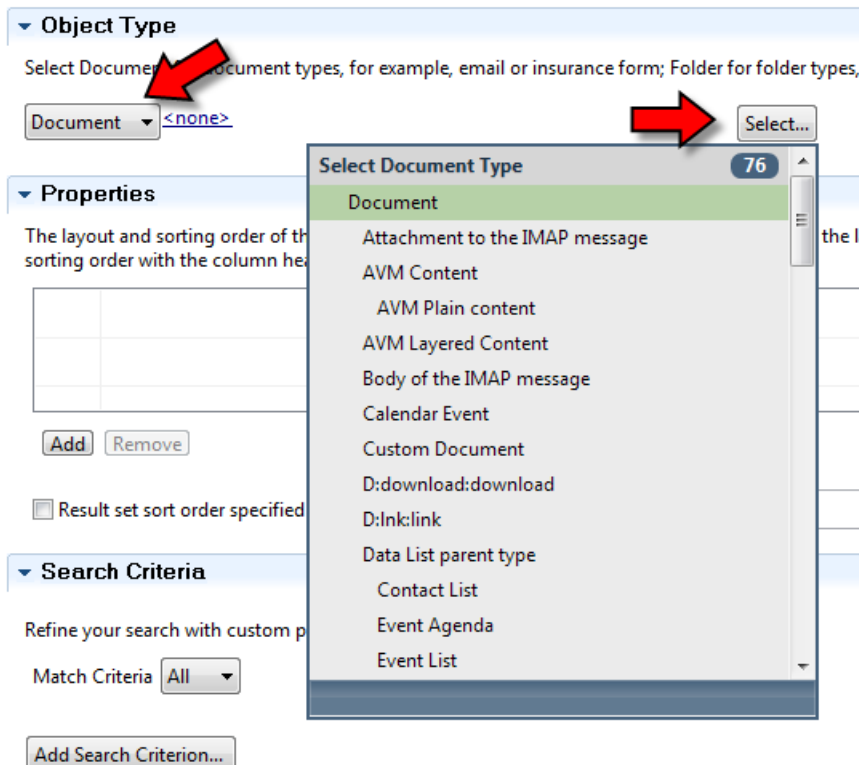 Object Type
Select Documen ocument types, for example, email or insurance form; Folder for folder types,
Document <none> Select...
Select Document Type 76
Document
Properties
The layout and sorting order of th the l
Attachment to the IMAP message
sorting order with the column hea
AVM Content
AVM Plain content
AVM Layered Content
Body of the IMAP message
Calendar Event
Add Remove
Custom Document
D:download:download
Result set sort order specified
D:lnk:link
Data List parent type
Search Criteria
Contact List
Event Agenda
Refine your search with custom p
Event List
Match Criteria All
Add Search Criterion...